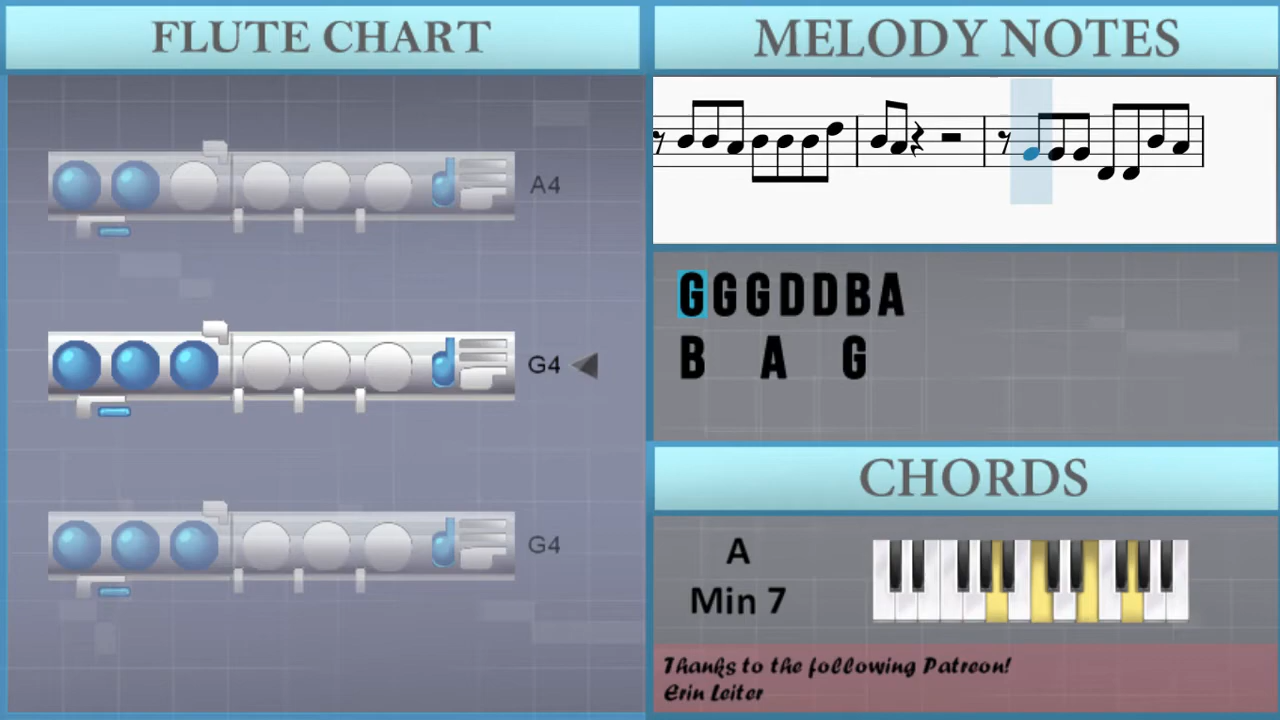 FLUTE CHART
A4
G4
G4
MELODY NOTES
GGGDDBA
B A G
CHORDS
A
Min 7
Thanks to the following Patreon!
Erin Leiter